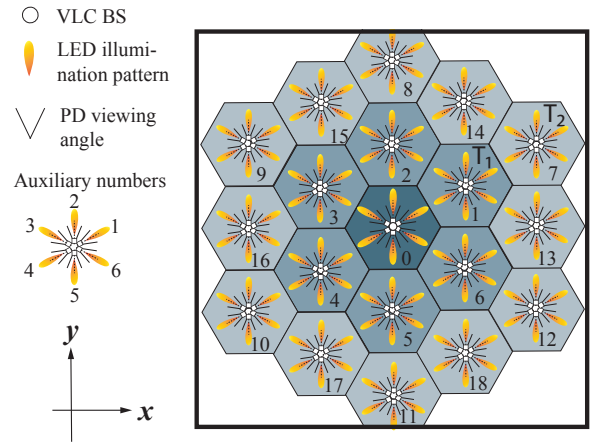 VLC BS
LED illumi-
nation pattern
PD viewing
angle
Auxiliary numbers
2
3 1
4 6
5
y
x
8
15 14
T2
9 2 T1 7
3 1
16 0 13
4 6
10 5 12
17 18
11